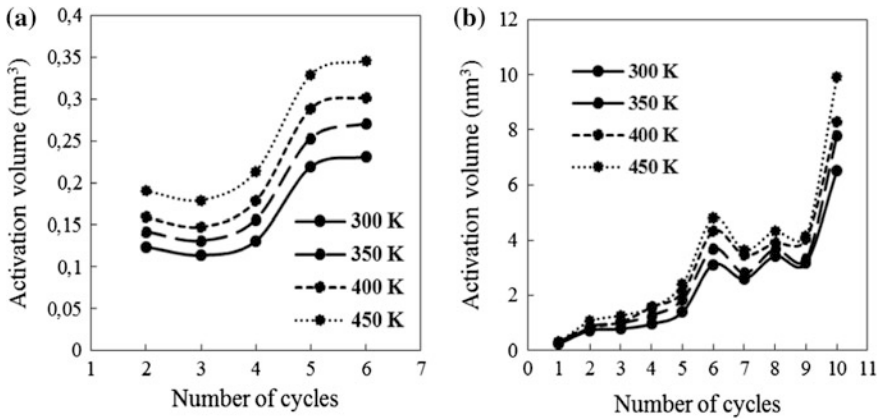 (a)
Activation volume (nm³)
0,4
0,35
0,3
0,25
0,2
0,15
0,1
0,05
0
300 K
350 K
400 K
450 K
1 2 3 4 5 6 7
Number of cycles
(b)
Activation volume (nm³)
12
10
8
6
4
2
0
300 K
350 K
400 K
450 K
0 1 2 3 4 5 6 7 8 9 10 11
Number of cycles